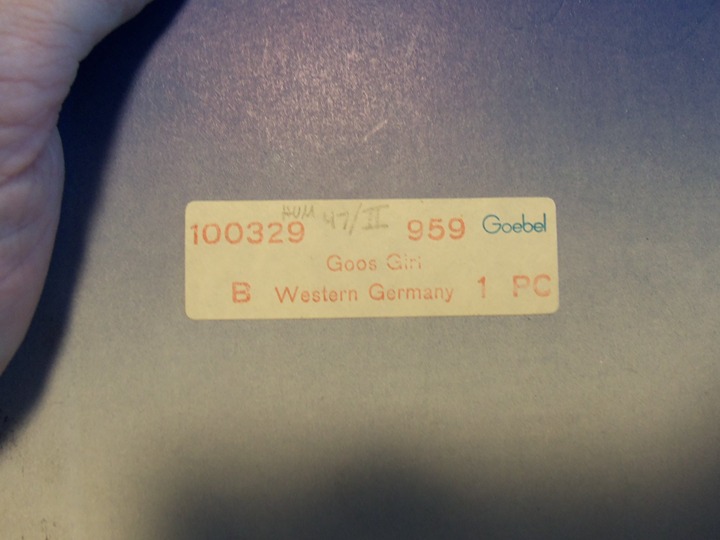 HUM 47/II
100329 959 Goebel
Goos Girl
B Western Germany 1 PC